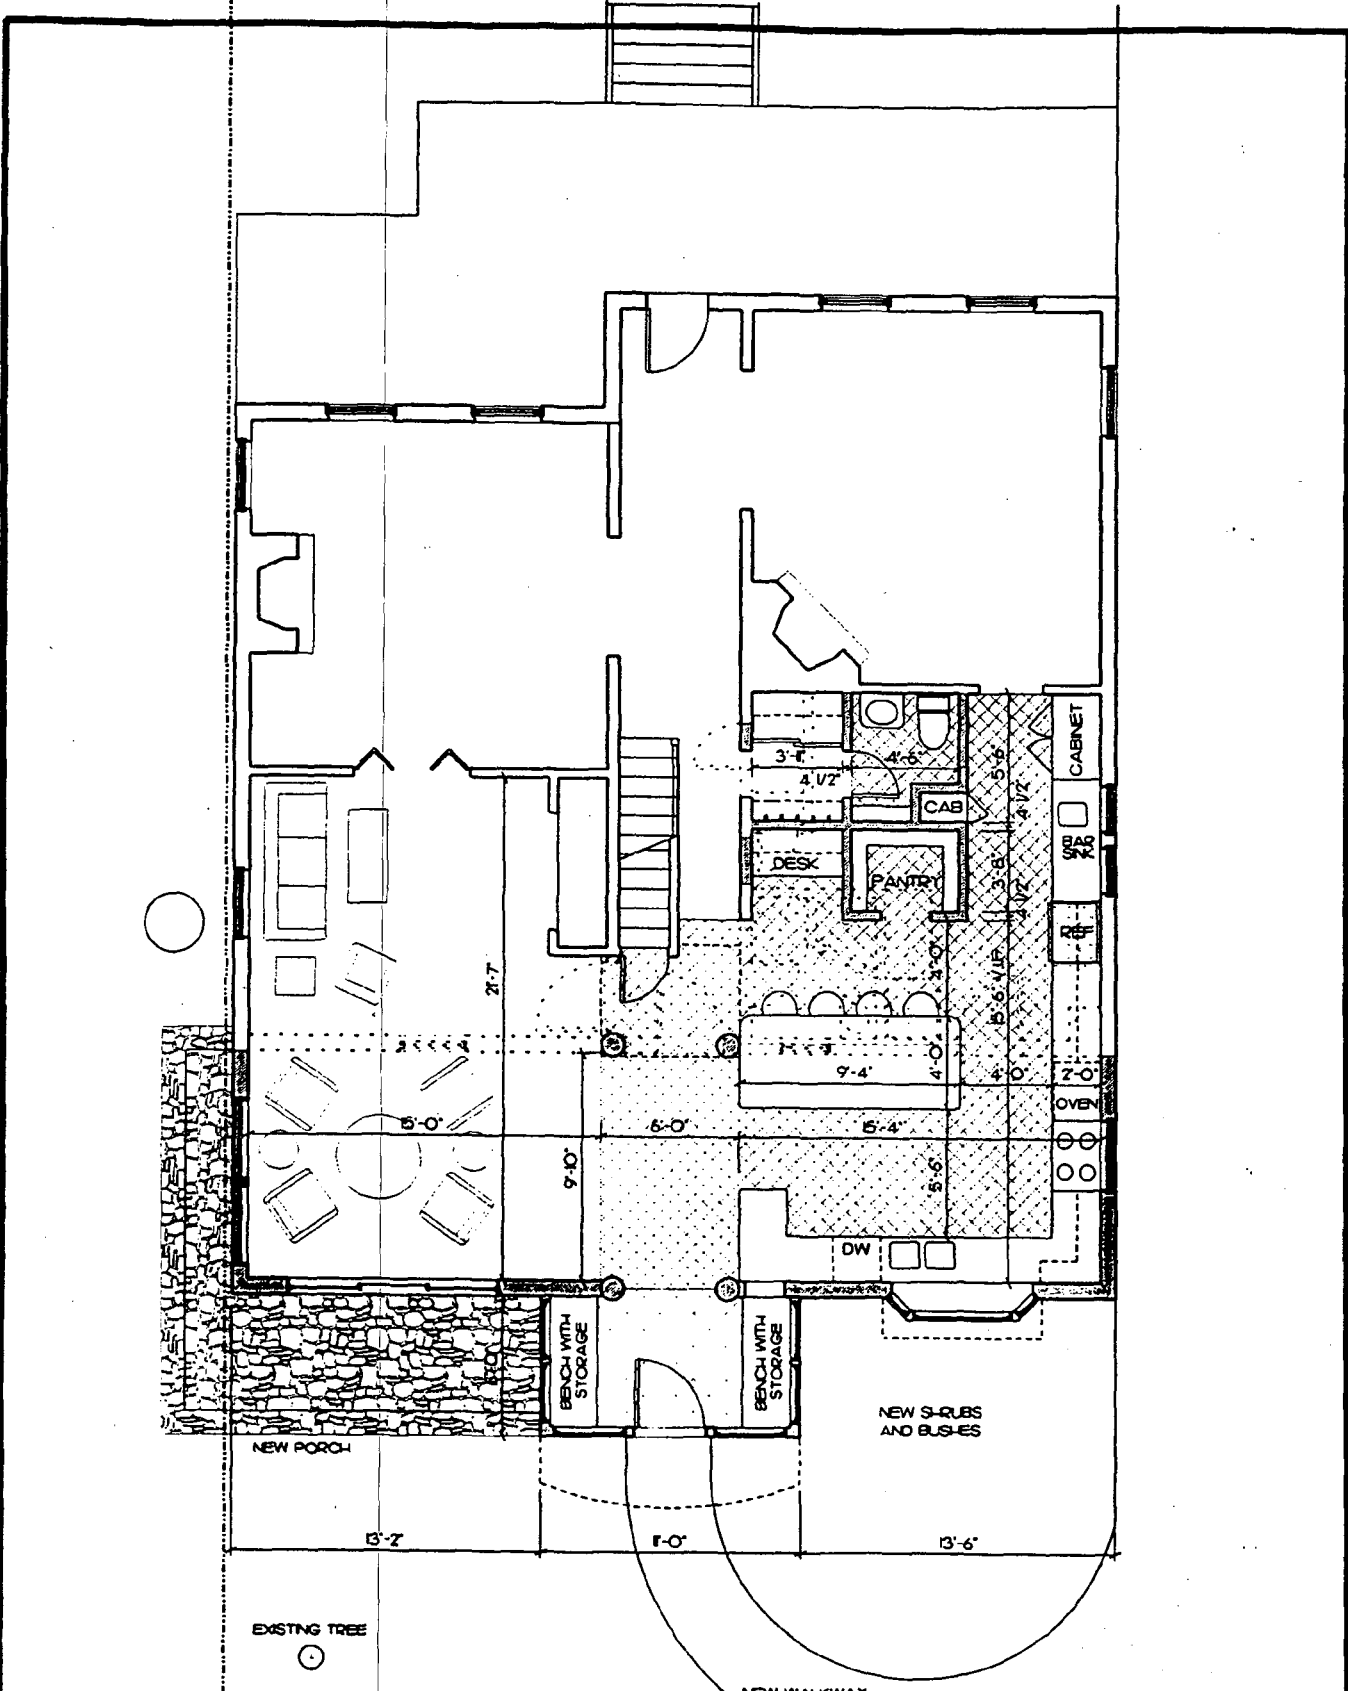 CABINET
3'-11"
4'-6"
5'-6"
4 1/2"
4 1/2"
CAB
BAR
SINK
DESK
PANTRY
3'-8"
4 1/2"
REF
4'-0"
15'-6" V.I.F.
21'-7"
9'-4"
4'-0"
4'-0"
2'-0"
OVEN
15'-0"
6'-0"
15'-4"
9'-10"
5'-6"
DW
BENCH WITH
STORAGE
BENCH WITH
STORAGE
NEW SHRUBS
AND BUSHES
NEW PORCH
13'-2"
11'-0"
13'-6"
EXISTING TREE
NEW WALKWAY